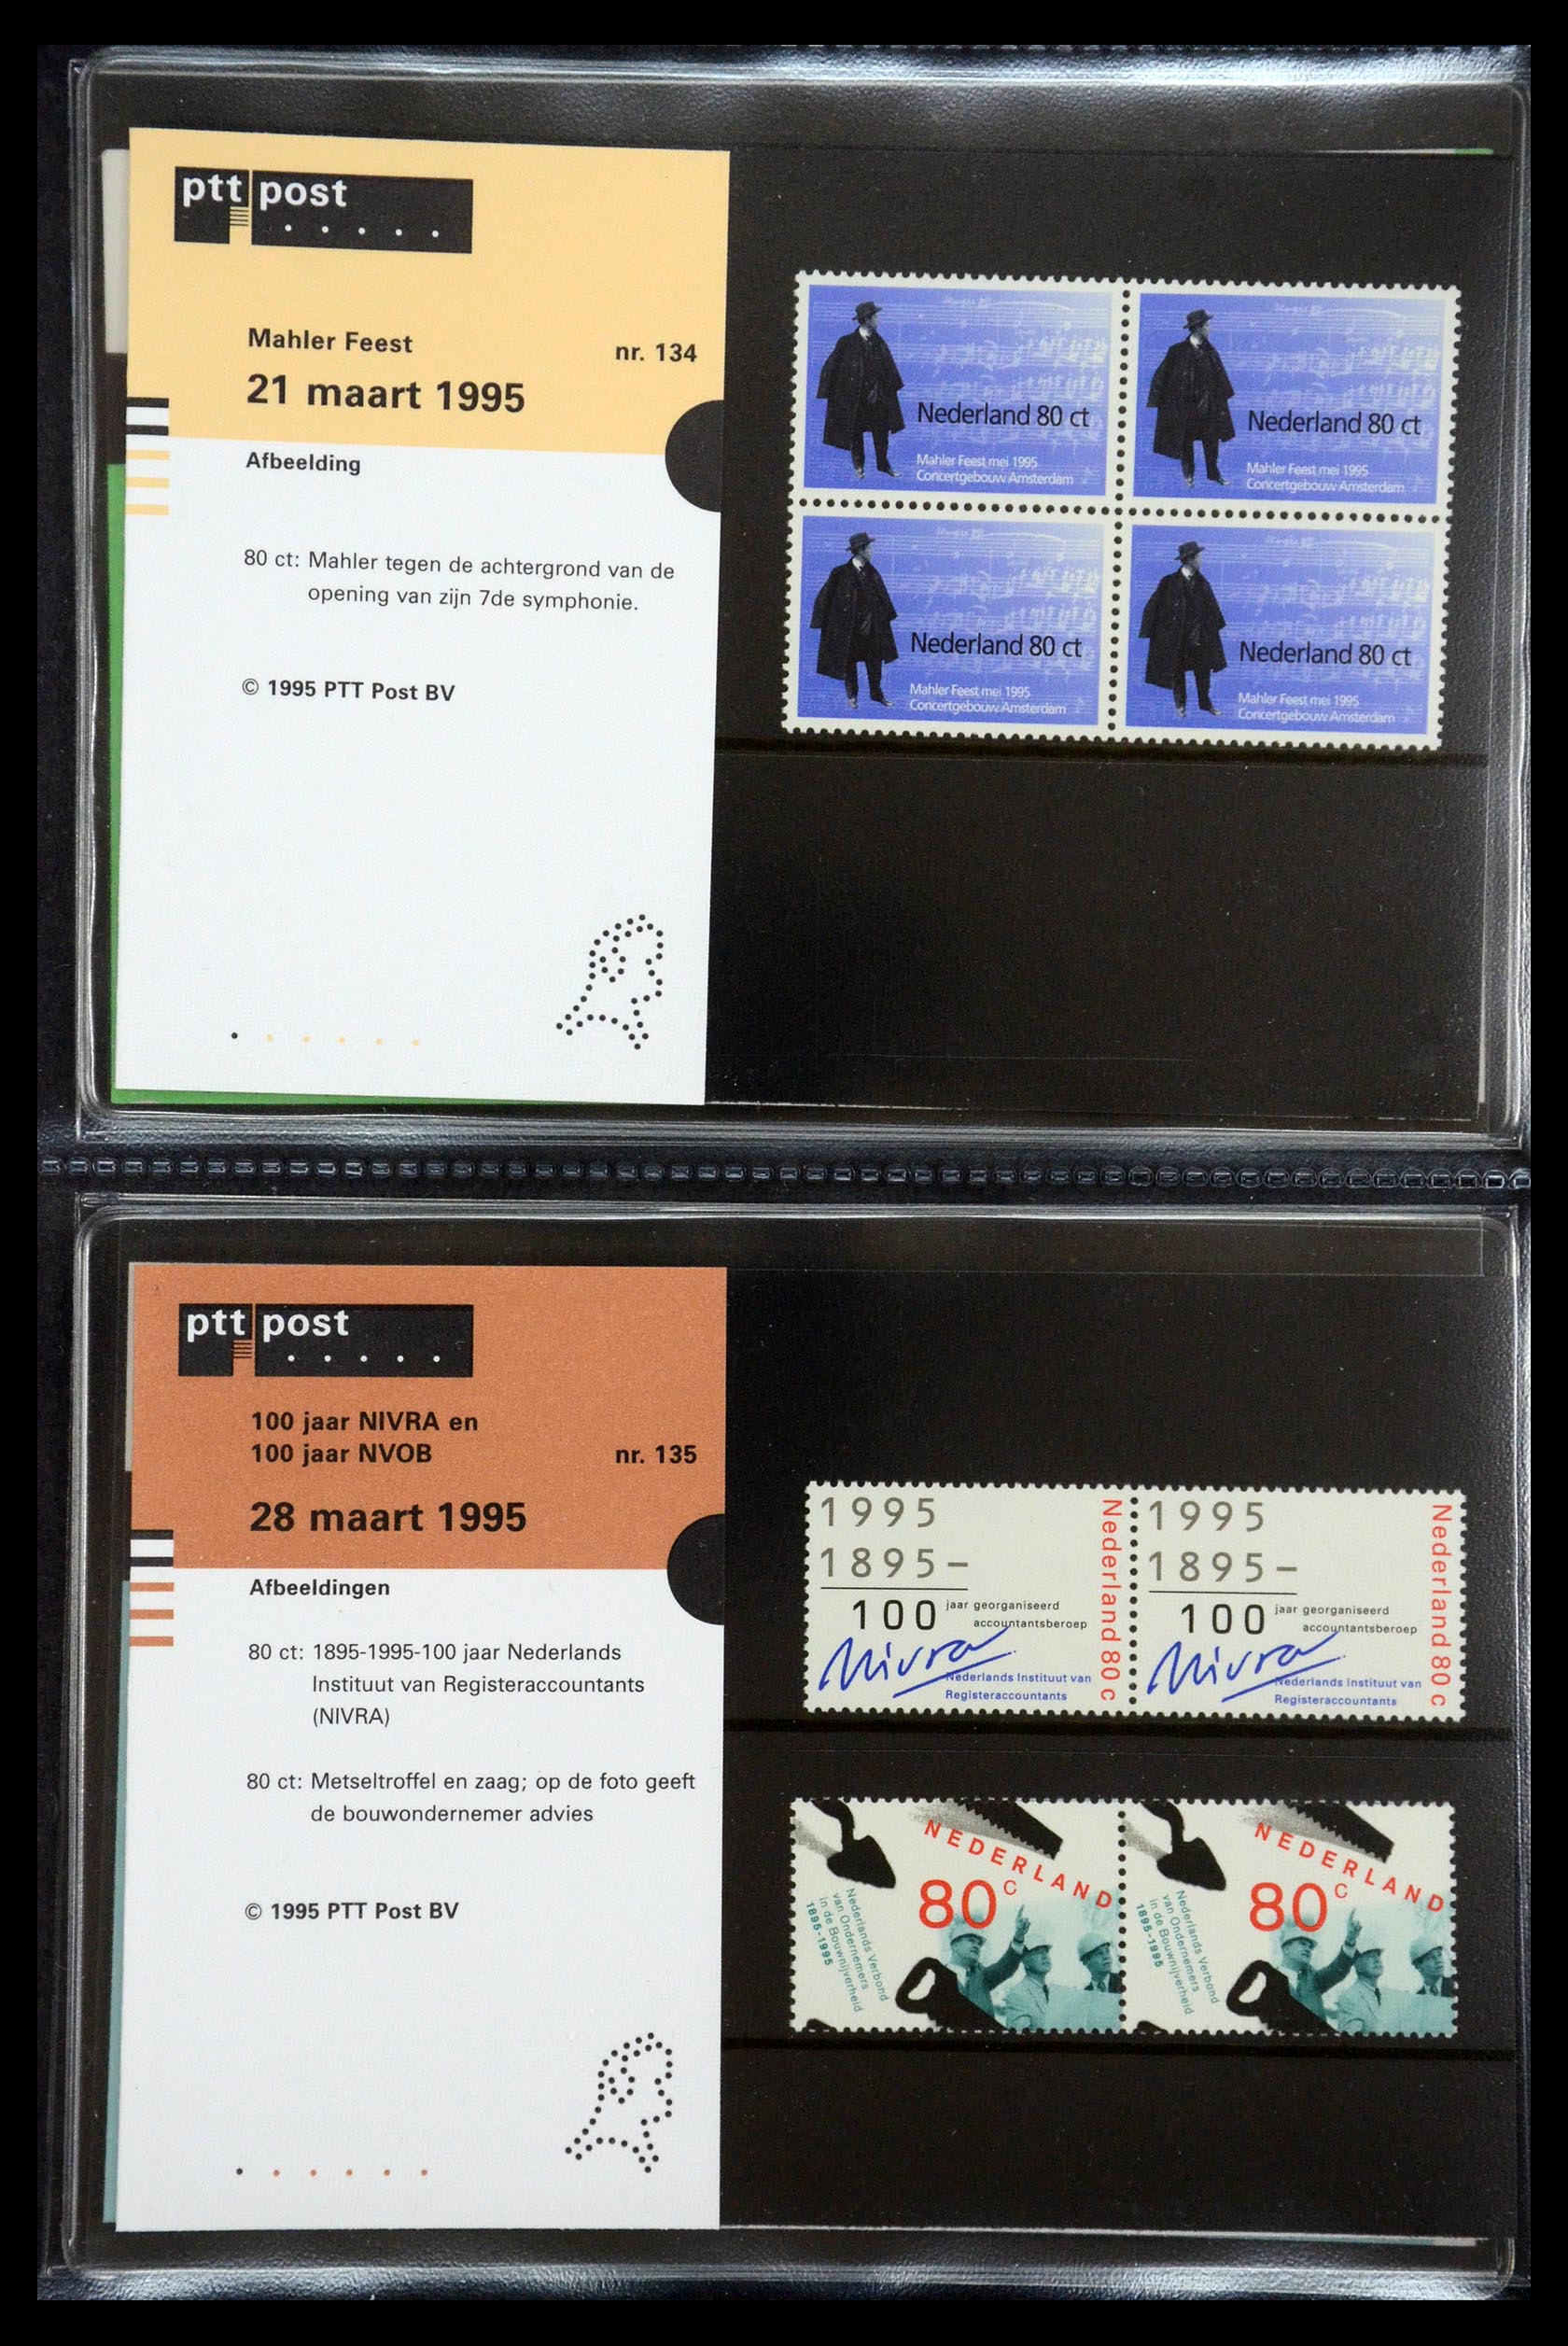 ptt post
Mahler Feest
nr. 134
21 maart 1995
Afbeelding
80 ct: Mahler tegen de achtergrond van de
opening van zijn 7de symphonie.
© 1995 PTT Post BV
Nederland 80 ct
Mahler Feest mei 1995
Concertgebouw Amsterdam
Nederland 80 ct
Mahler Feest mei 1995
Concertgebouw Amsterdam
Nederland 80 ct
Mahler Feest mei 1995
Concertgebouw Amsterdam
Nederland 80 ct
Mahler Feest mei 1995
Concertgebouw Amsterdam
ptt post
100 jaar NIVRA en
100 jaar NVOB
nr. 135
28 maart 1995
Afbeeldingen
80 ct: 1895-1995-100 jaar Nederlands
Instituut van Registeraccountants
(NIVRA)
80 ct: Metseltroffel en zaag; op de foto geeft
de bouwondernemer advies
© 1995 PTT Post BV
1995
1895–
100 jaar georganiseerd
accountantsberoep
Nivra
Nederlands Instituut van
Registeraccountants
Nederland 80 c
1995
1895–
100 jaar georganiseerd
accountantsberoep
Nivra
Nederlands Instituut van
Registeraccountants
Nederland 80 c
NEDERLAND
80 c
Nederlands Verbond
van Ondernemers
in de Bouwnijverheid
1895-1995
NEDERLAND
80 c
Nederlands Verbond
van Ondernemers
in de Bouwnijverheid
1895-1995